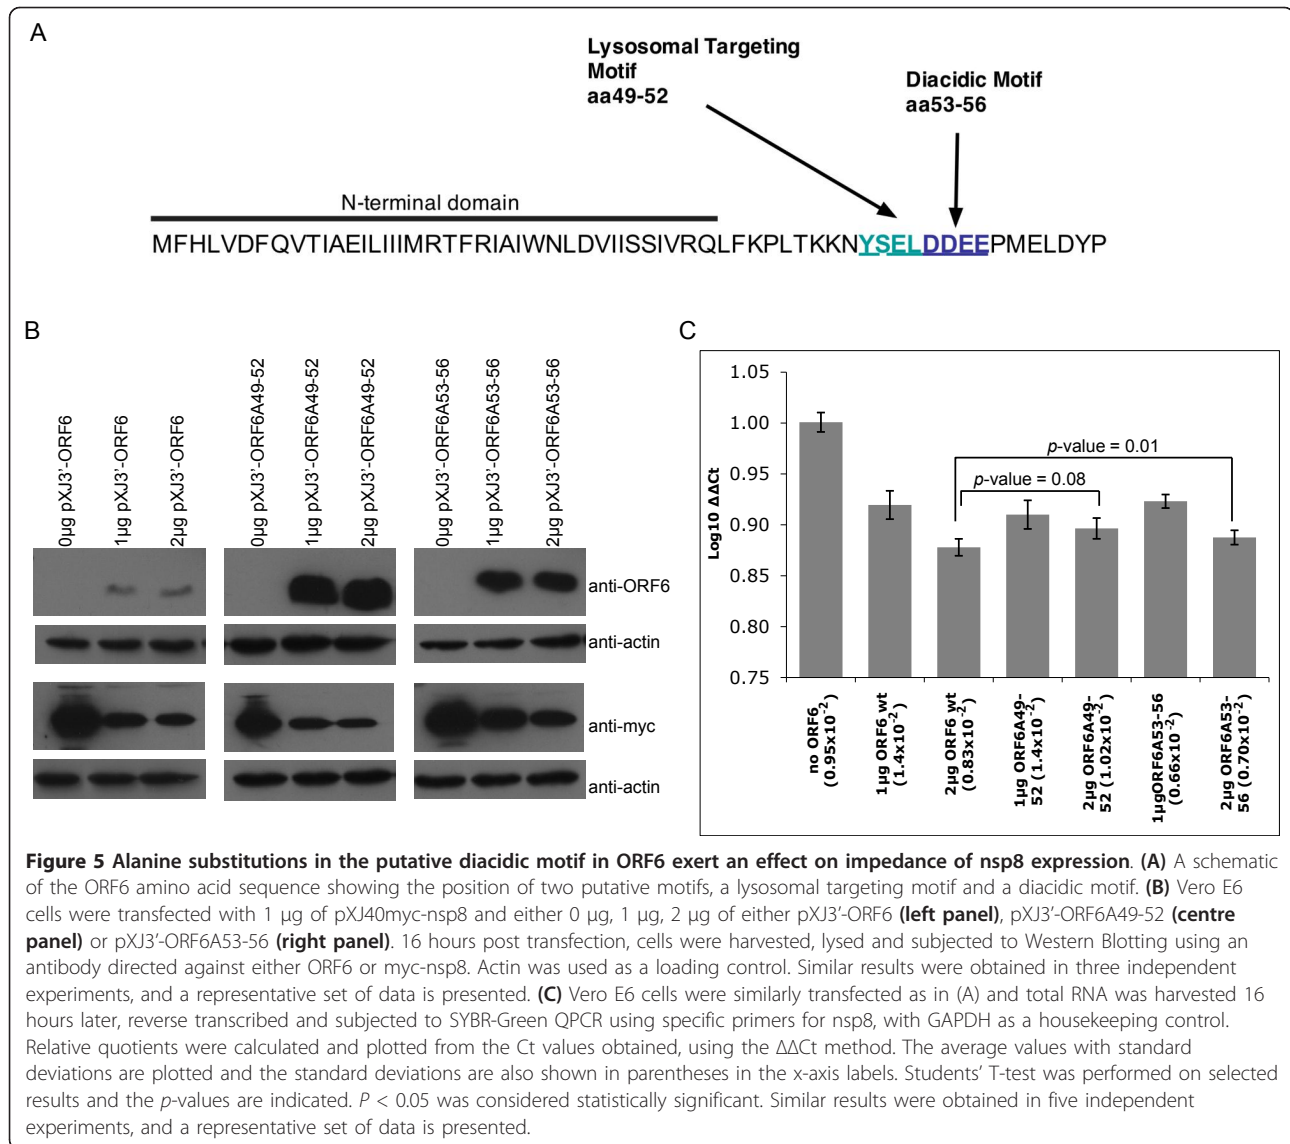 A
Lysosomal Targeting
Motif
aa49-52
Diacidic Motif
aa53-56
N-terminal domain
MFHLVDFQVTIAEILIIIMRTFRIAIWNLDVIISSIVRQLFKPLTKKNYSELDDEEPMELDYP
B
0µg pXJ3'-ORF6
1µg pXJ3'-ORF6
2µg pXJ3'-ORF6
0µg pXJ3'-ORF6A49-52
1µg pXJ3'-ORF6A49-52
2µg pXJ3'-ORF6A49-52
0µg pXJ3'-ORF6A53-56
1µg pXJ3'-ORF6A53-56
2µg pXJ3'-ORF6A53-56
anti-ORF6
anti-actin
anti-myc
anti-actin
C
1.05
1.00
0.95
0.90
0.85
0.80
0.75
Log10 ΔΔCt
p-value = 0.01
p-value = 0.08
no ORF6
(0.95x10⁻²)
1µg ORF6 wt
(1.4x10⁻²)
2µg ORF6 wt
(0.83x10⁻²)
1µg ORF6A49-
52 (1.4x10⁻²)
2µg ORF6A49-
52 (1.02x10⁻²)
1µgORF6A53-56
(0.66x10⁻²)
2µg ORF6A53-
56 (0.70x10⁻²)
Figure 5 Alanine substitutions in the putative diacidic motif in ORF6 exert an effect on impedance of nsp8 expression. (A) A schematic
of the ORF6 amino acid sequence showing the position of two putative motifs, a lysosomal targeting motif and a diacidic motif. (B) Vero E6
cells were transfected with 1 µg of pXJ40myc-nsp8 and either 0 µg, 1 µg, 2 µg of either pXJ3'-ORF6 (left panel), pXJ3'-ORF6A49-52 (centre
panel) or pXJ3'-ORF6A53-56 (right panel). 16 hours post transfection, cells were harvested, lysed and subjected to Western Blotting using an
antibody directed against either ORF6 or myc-nsp8. Actin was used as a loading control. Similar results were obtained in three independent
experiments, and a representative set of data is presented. (C) Vero E6 cells were similarly transfected as in (A) and total RNA was harvested 16
hours later, reverse transcribed and subjected to SYBR-Green QPCR using specific primers for nsp8, with GAPDH as a housekeeping control.
Relative quotients were calculated and plotted from the Ct values obtained, using the ΔΔCt method. The average values with standard
deviations are plotted and the standard deviations are also shown in parentheses in the x-axis labels. Students' T-test was performed on selected
results and the p-values are indicated. P < 0.05 was considered statistically significant. Similar results were obtained in five independent
experiments, and a representative set of data is presented.